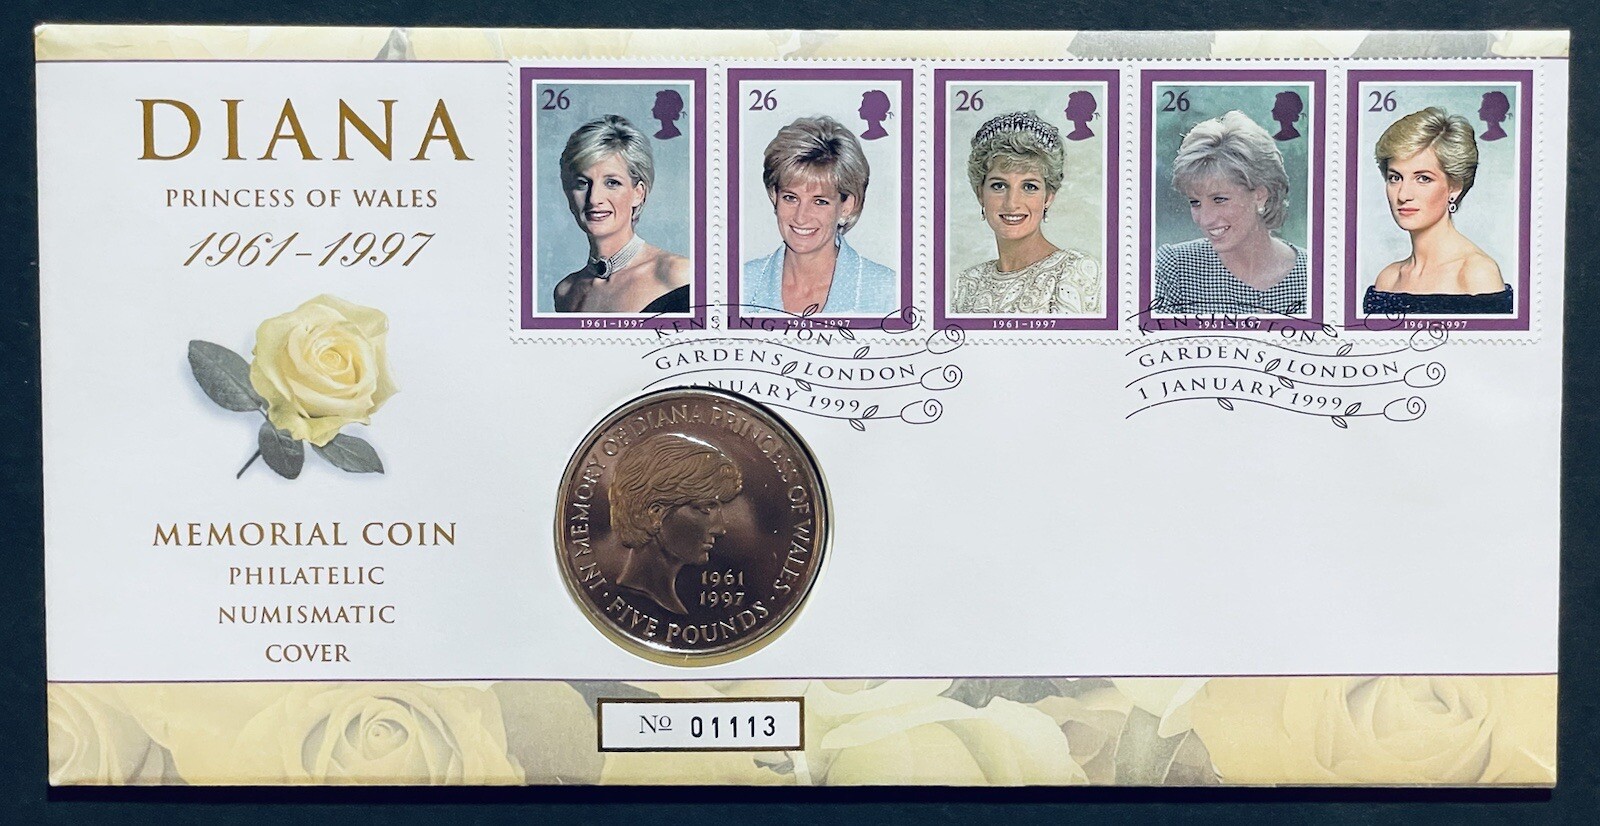 DIANA
PRINCESS OF WALES
1961-1997
MEMORIAL COIN
PHILATELIC
NUMISMATIC
COVER
26
1961-1997
26
1961-1997
26
1961-1997
26
1961-1997
26
1961-1997
KENSINGTON
GARDENS LONDON
JANUARY 1999
KENSINGTON
GARDENS LONDON
1 JANUARY 1999
IN MEMORY OF DIANA PRINCESS OF WALES
1961
1997
· FIVE POUNDS ·
No 01113